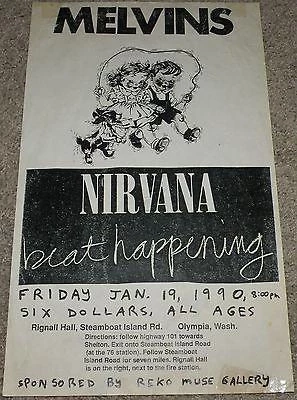 MELVINS
NIRVANA
beat happening
FRIDAY JAN. 19, 1990, 8:00pm
SIX DOLLARS, ALL AGES
Rignall Hall, Steamboat Island Rd. Olympia, Wash.
Directions: follow highway 101 towards
Shelton. Exit onto Steamboat Island Road
(at the 76 station). Follow Steamboat
Island Road for seven miles. Rignall Hall
is on the right, next to the fire station.
SPONSORED BY REKO MUSE GALLERY